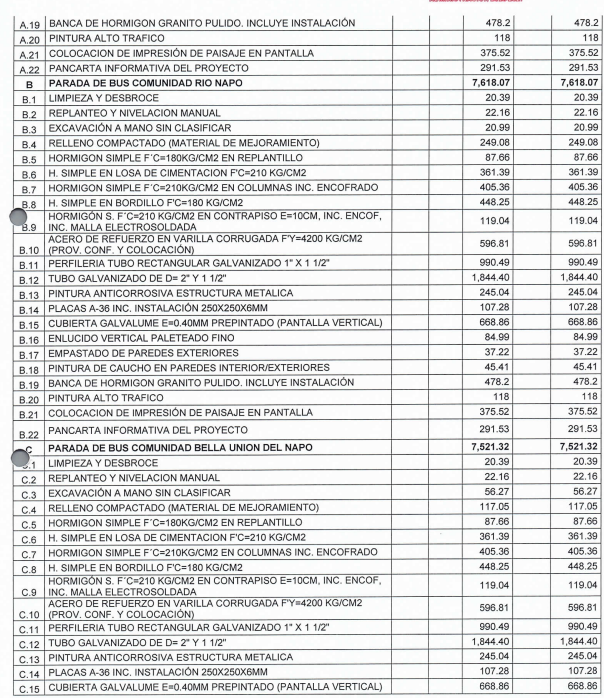 A.19 BANCA DE HORMIGON GRANITO PULIDO. INCLUYE INSTALACIÓN 478.2 478.2
A.20 PINTURA ALTO TRAFICO 118 118
A.21 COLOCACION DE IMPRESIÓN DE PAISAJE EN PANTALLA 375.52 375.52
A.22 PANCARTA INFORMATIVA DEL PROYECTO 291.53 291.53
B PARADA DE BUS COMUNIDAD RIO NAPO 7,618.07 7,618.07
B.1 LIMPIEZA Y DESBROCE 20.39 20.39
B.2 REPLANTEO Y NIVELACION MANUAL 22.16 22.16
B.3 EXCAVACIÓN A MANO SIN CLASIFICAR 20.99 20.99
B.4 RELLENO COMPACTADO (MATERIAL DE MEJORAMIENTO) 249.08 249.08
B.5 HORMIGON SIMPLE F´C=180KG/CM2 EN REPLANTILLO 87.66 87.66
B.6 H. SIMPLE EN LOSA DE CIMENTACION F'C=210 KG/CM2 361.39 361.39
B.7 HORMIGON SIMPLE F´C=210KG/CM2 EN COLUMNAS INC. ENCOFRADO 405.36 405.36
B.8 H. SIMPLE EN BORDILLO F'C=180 KG/CM2 448.25 448.25
HORMIGÓN S. F´C=210 KG/CM2 EN CONTRAPISO E=10CM, INC. ENCOF,
B.9 INC. MALLA ELECTROSOLDADA 119.04 119.04
ACERO DE REFUERZO EN VARILLA CORRUGADA F'Y=4200 KG/CM2
B.10 (PROV. CONF. Y COLOCACIÓN) 596.81 596.81
B.11 PERFILERIA TUBO RECTANGULAR GALVANIZADO 1" X 1 1/2" 990.49 990.49
B.12 TUBO GALVANIZADO DE D= 2" Y 1 1/2" 1,844.40 1,844.40
B.13 PINTURA ANTICORROSIVA ESTRUCTURA METALICA 245.04 245.04
B.14 PLACAS A-36 INC. INSTALACIÓN 250X250X6MM 107.28 107.28
B.15 CUBIERTA GALVALUME E=0.40MM PREPINTADO (PANTALLA VERTICAL) 668.86 668.86
B.16 ENLUCIDO VERTICAL PALETEADO FINO 84.99 84.99
B.17 EMPASTADO DE PAREDES EXTERIORES 37.22 37.22
B.18 PINTURA DE CAUCHO EN PAREDES INTERIOR/EXTERIORES 45.41 45.41
B.19 BANCA DE HORMIGON GRANITO PULIDO. INCLUYE INSTALACIÓN 478.2 478.2
B.20 PINTURA ALTO TRAFICO 118 118
B.21 COLOCACION DE IMPRESIÓN DE PAISAJE EN PANTALLA 375.52 375.52
B.22 PANCARTA INFORMATIVA DEL PROYECTO 291.53 291.53
C PARADA DE BUS COMUNIDAD BELLA UNION DEL NAPO 7,521.32 7,521.32
C.1 LIMPIEZA Y DESBROCE 20.39 20.39
C.2 REPLANTEO Y NIVELACION MANUAL 22.16 22.16
C.3 EXCAVACIÓN A MANO SIN CLASIFICAR 56.27 56.27
C.4 RELLENO COMPACTADO (MATERIAL DE MEJORAMIENTO) 117.05 117.05
C.5 HORMIGON SIMPLE F´C=180KG/CM2 EN REPLANTILLO 87.66 87.66
C.6 H. SIMPLE EN LOSA DE CIMENTACION F'C=210 KG/CM2 361.39 361.39
C.7 HORMIGON SIMPLE F´C=210KG/CM2 EN COLUMNAS INC. ENCOFRADO 405.36 405.36
C.8 H. SIMPLE EN BORDILLO F'C=180 KG/CM2 448.25 448.25
HORMIGÓN S. F´C=210 KG/CM2 EN CONTRAPISO E=10CM, INC. ENCOF,
C.9 INC. MALLA ELECTROSOLDADA 119.04 119.04
ACERO DE REFUERZO EN VARILLA CORRUGADA F'Y=4200 KG/CM2
C.10 (PROV. CONF. Y COLOCACIÓN) 596.81 596.81
C.11 PERFILERIA TUBO RECTANGULAR GALVANIZADO 1" X 1 1/2" 990.49 990.49
C.12 TUBO GALVANIZADO DE D= 2" Y 1 1/2" 1,844.40 1,844.40
C.13 PINTURA ANTICORROSIVA ESTRUCTURA METALICA 245.04 245.04
C.14 PLACAS A-36 INC. INSTALACIÓN 250X250X6MM 107.28 107.28
C.15 CUBIERTA GALVALUME E=0.40MM PREPINTADO (PANTALLA VERTICAL) 668.86 668.86